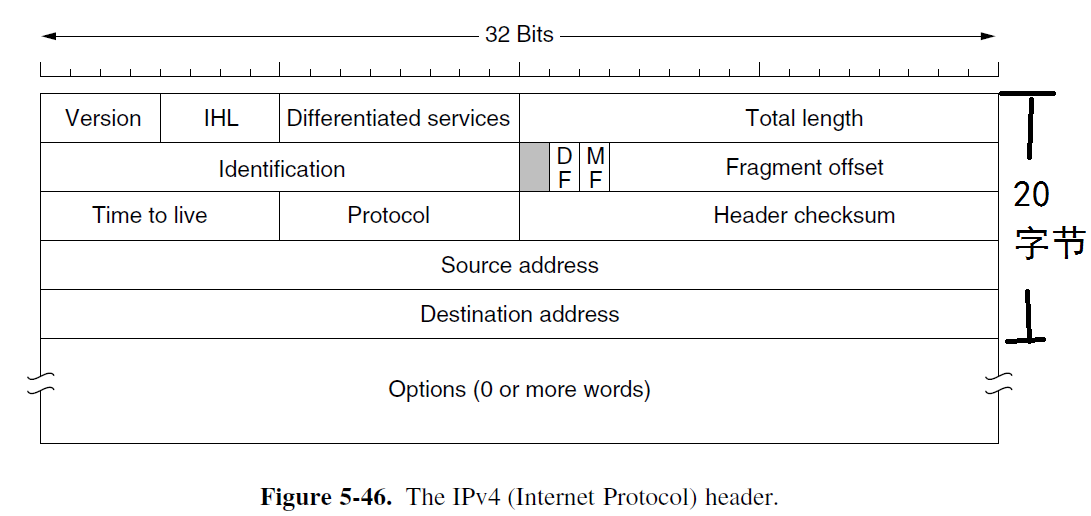 32 Bits
Version IHL Differentiated services Total length
Identification D F M F Fragment offset
Time to live Protocol Header checksum
Source address
Destination address
Options (0 or more words)
20
字节
Figure 5-46. The IPv4 (Internet Protocol) header.